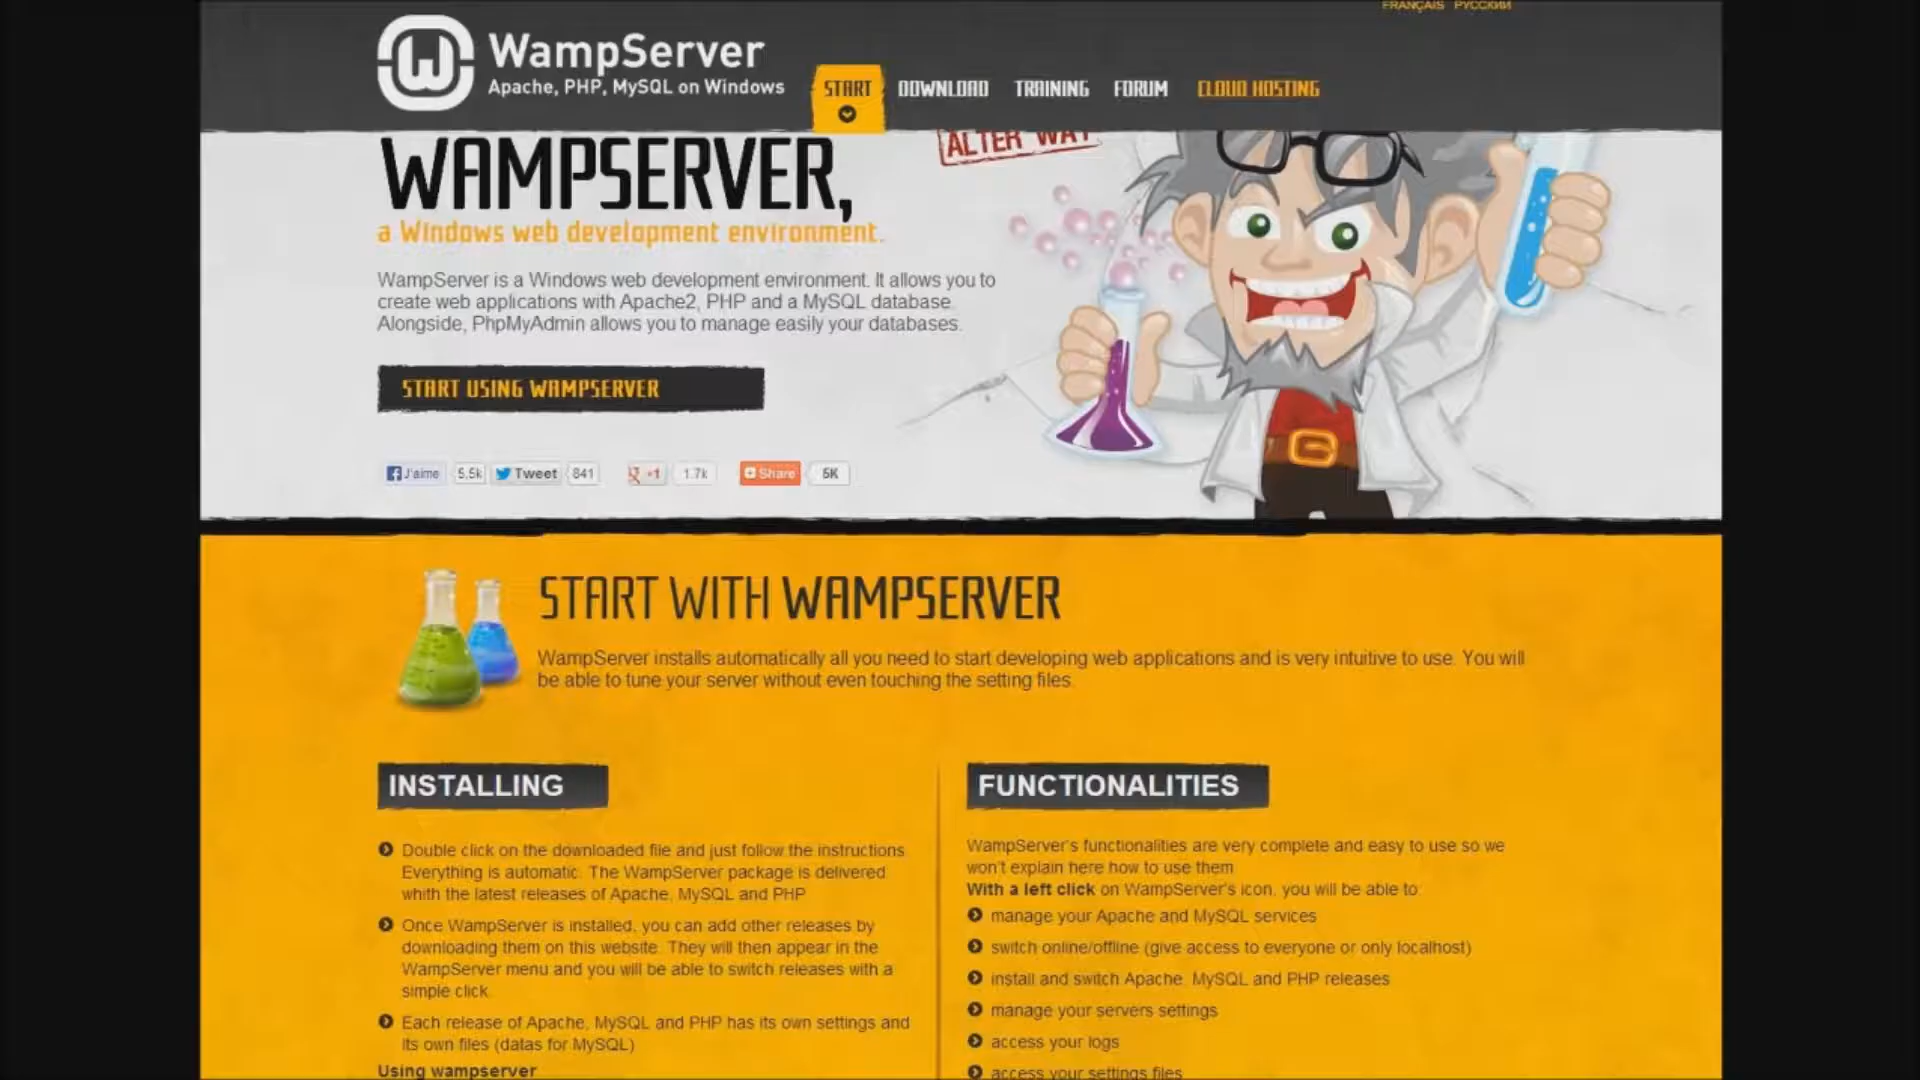 FRANÇAIS РУССКИЙ
WampServer
Apache, PHP, MySQL on Windows
START DOWNLOAD TRAINING FORUM CLOUD HOSTING
ALTER WAY
WAMPSERVER,
a Windows web development environment.
WampServer is a Windows web development environment. It allows you to
create web applications with Apache2, PHP and a MySQL database.
Alongside, PhpMyAdmin allows you to manage easily your databases.
START USING WAMPSERVER
J'aime 5,5k Tweet 841 +1 1.7k Share 6K
START WITH WAMPSERVER
WampServer installs automatically all you need to start developing web applications and is very intuitive to use. You will
be able to tune your server without even touching the setting files.
INSTALLING
Double click on the downloaded file and just follow the instructions.
Everything is automatic. The WampServer package is delivered
whith the latest releases of Apache, MySQL and PHP.
Once WampServer is installed, you can add other releases by
downloading them on this website. They will then appear in the
WampServer menu and you will be able to switch releases with a
simple click.
Each release of Apache, MySQL and PHP has its own settings and
its own files (datas for MySQL).
Using wampserver
FUNCTIONALITIES
WampServer's functionalities are very complete and easy to use so we
won't explain here how to use them.
With a left click on WampServer's icon, you will be able to
manage your Apache and MySQL services
switch online/offline (give access to everyone or only localhost)
install and switch Apache, MySQL and PHP releases
manage your servers settings
access your logs
access your settings files